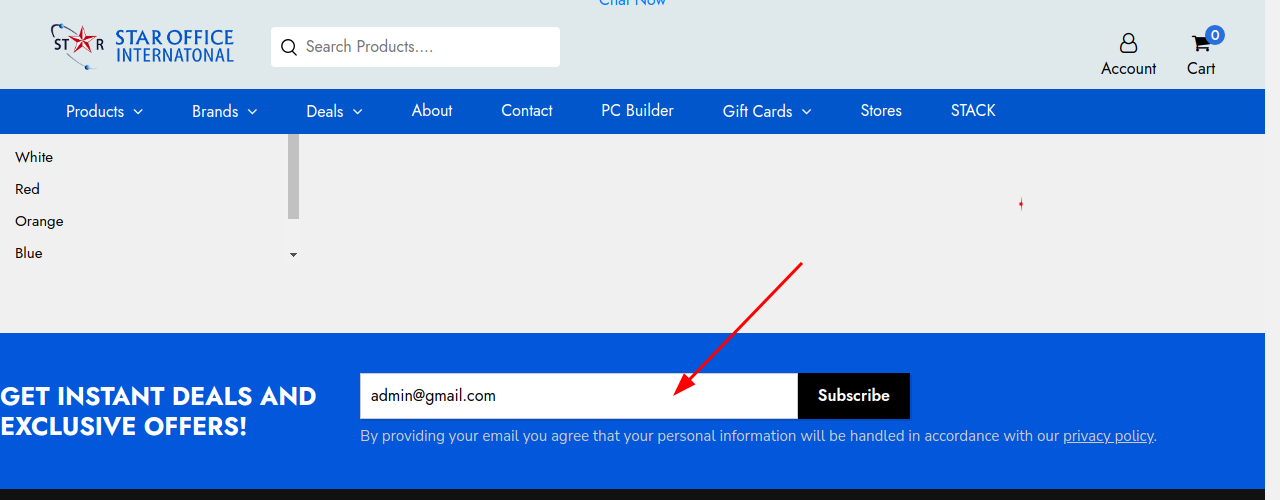 Chat Now
ST R STAR OFFICE
INTERNATONAL
Search Products....
0
Account
Cart
Products
Brands
Deals
About
Contact
PC Builder
Gift Cards
Stores
STACK
White
Red
Orange
Blue
GET INSTANT DEALS AND
EXCLUSIVE OFFERS!
admin@gmail.com
Subscribe
By providing your email you agree that your personal information will be handled in accordance with our privacy policy.